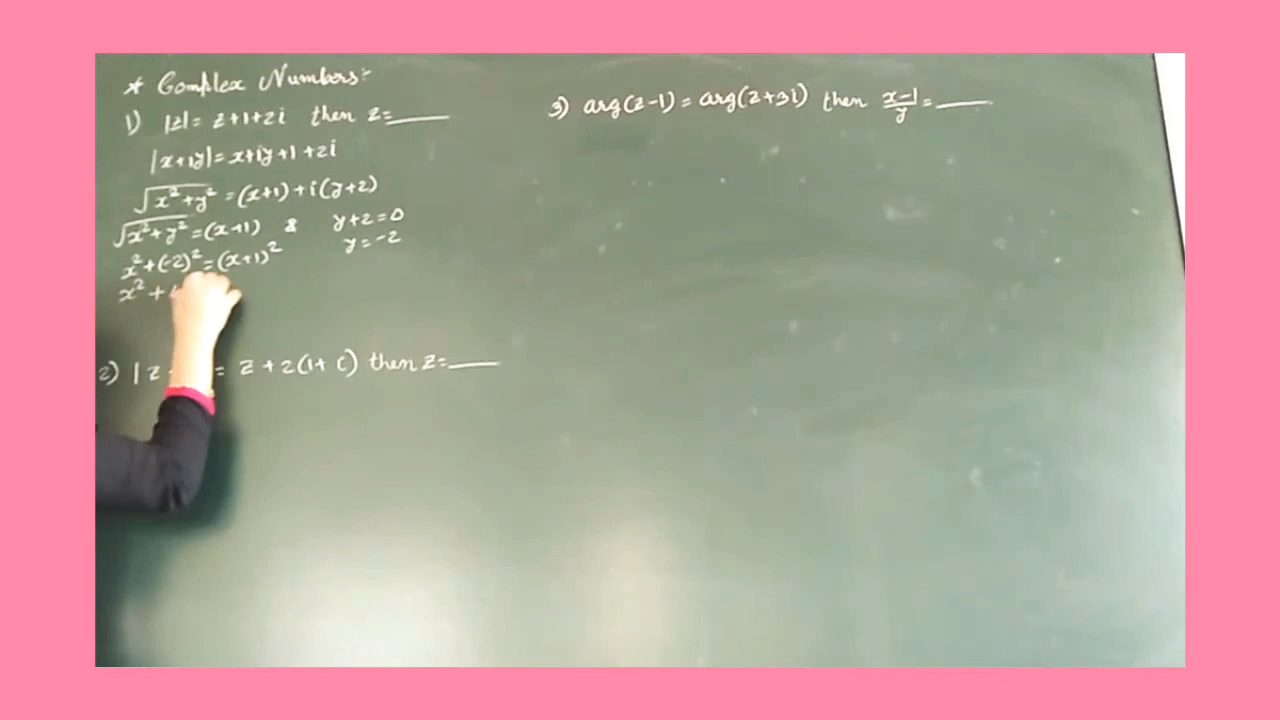 * Complex Numbers:-
1) |z| = z+1+2i then z=____
|x+iy|=x+iy+1+2i
√x²+y² = (x+1)+i(y+2)
√x²+y² = (x+1) & y+2=0
y=-2
x²+(-2)²=(x+1)²
x²+
2) |z = z+2(1+i) then z=____
3) arg(z-1) = arg(z+3i) then x-1/y = ____